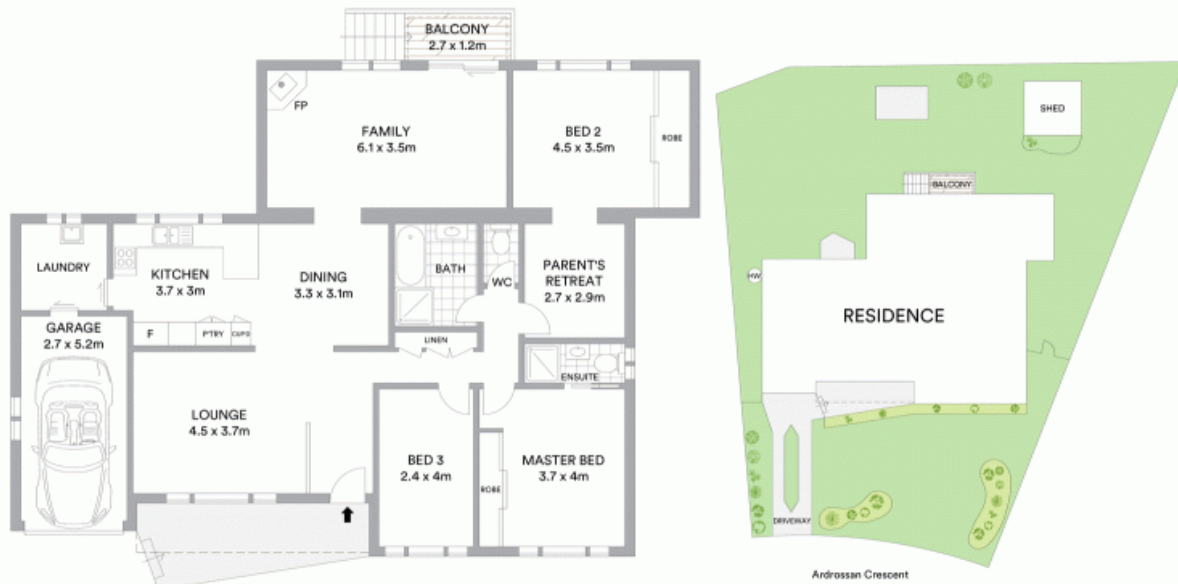 BALCONY
2.7 x 1.2m
FP
FAMILY
6.1 x 3.5m
BED 2
4.5 x 3.5m
ROBE
LAUNDRY
KITCHEN
3.7 x 3m
DINING
3.3 x 3.1m
BATH
WC
PARENT'S
RETREAT
2.7 x 2.9m
GARAGE
2.7 x 5.2m
F
PTRY
CUPD
LINEN
ENSUITE
LOUNGE
4.5 x 3.7m
BED 3
2.4 x 4m
ROBE
MASTER BED
3.7 x 4m
SHED
BALCONY
HW
RESIDENCE
DRIVEWAY
Ardrossan Crescent